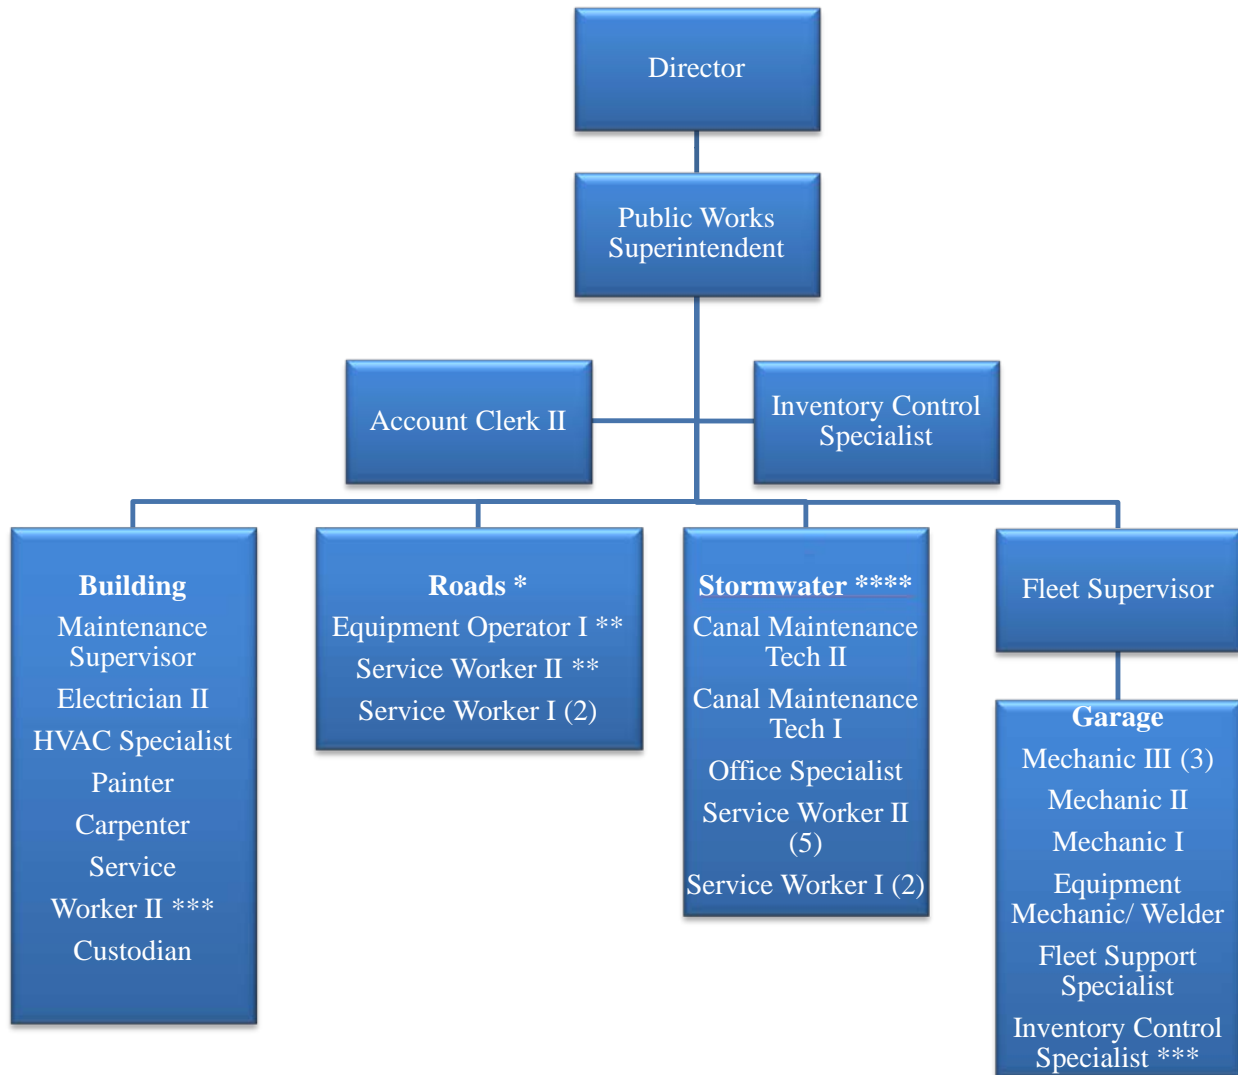 Director
Public Works
Superintendent
Account Clerk II
Inventory Control
Specialist
Building
Maintenance
Supervisor
Electrician II
HVAC Specialist
Painter
Carpenter
Service
Worker II ***
Custodian
Roads *
Equipment Operator I **
Service Worker II **
Service Worker I (2)
Stormwater ****
Canal Maintenance
Tech II
Canal Maintenance
Tech I
Office Specialist
Service Worker II
(5)
Service Worker I (2)
Fleet Supervisor
Garage
Mechanic III (3)
Mechanic II
Mechanic I
Equipment
Mechanic/ Welder
Fleet Support
Specialist
Inventory Control
Specialist ***